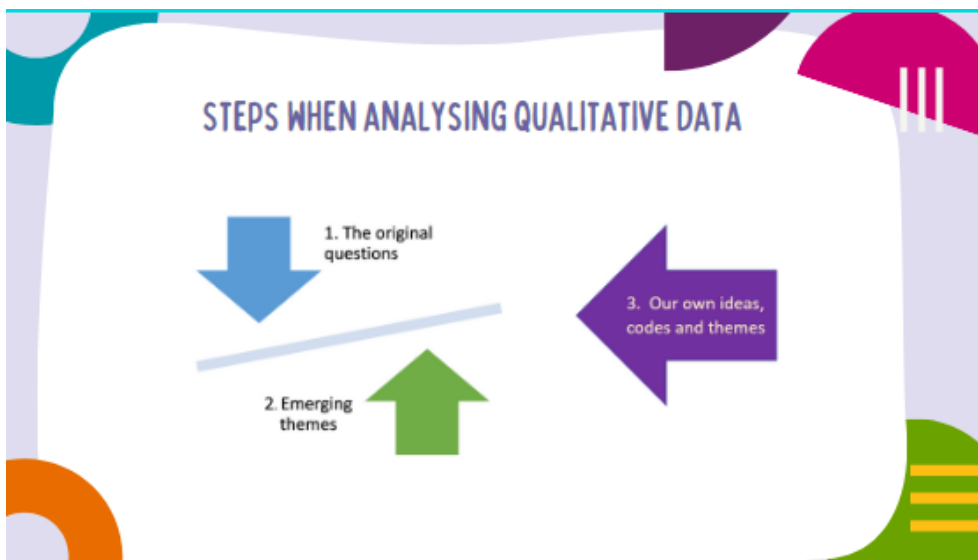 STEPS WHEN ANALYSING QUALITATIVE DATA
1. The original
questions
2. Emerging
themes
3. Our own ideas,
codes and themes